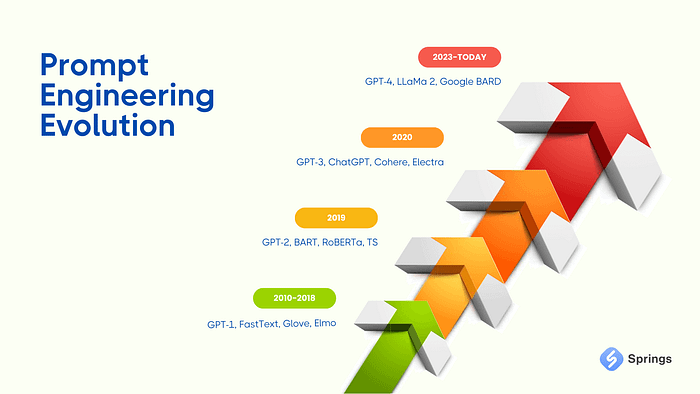 Prompt
Engineering
Evolution
2023-TODAY
GPT-4, LLaMa 2, Google BARD
2020
GPT-3, ChatGPT, Cohere, Electra
2019
GPT-2, BART, RoBERTa, TS
2010-2018
GPT-1, FastText, Glove, Elmo
Springs